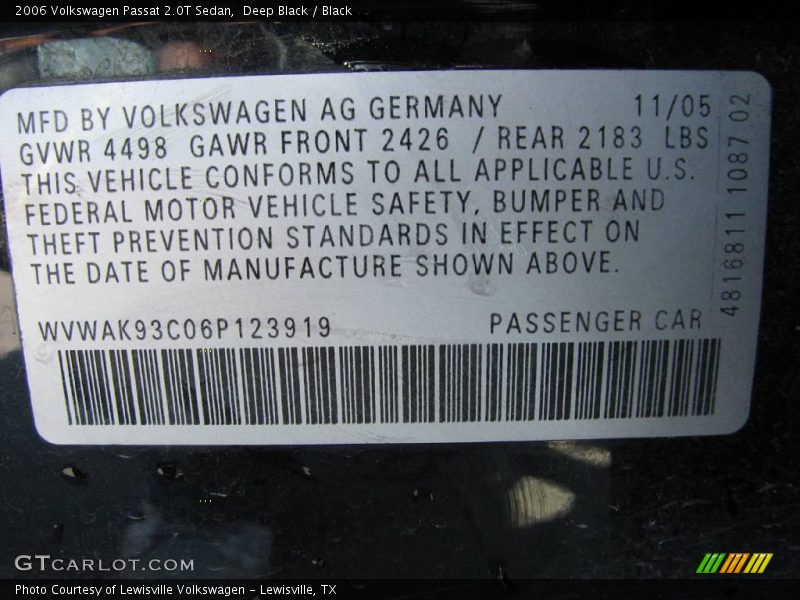 2006 Volkswagen Passat 2.0T Sedan,  Deep Black / Black
MFD BY VOLKSWAGEN AG GERMANY 11/05
GVWR 4498 GAWR FRONT 2426 / REAR 2183 LBS
THIS VEHICLE CONFORMS TO ALL APPLICABLE U.S.
FEDERAL MOTOR VEHICLE SAFETY, BUMPER AND
THEFT PREVENTION STANDARDS IN EFFECT ON
THE DATE OF MANUFACTURE SHOWN ABOVE.
WVWAK93C06P123919 PASSENGER CAR
4816811 1087 02
GTCARLOT.COM
Photo Courtesy of Lewisville Volkswagen – Lewisville, TX